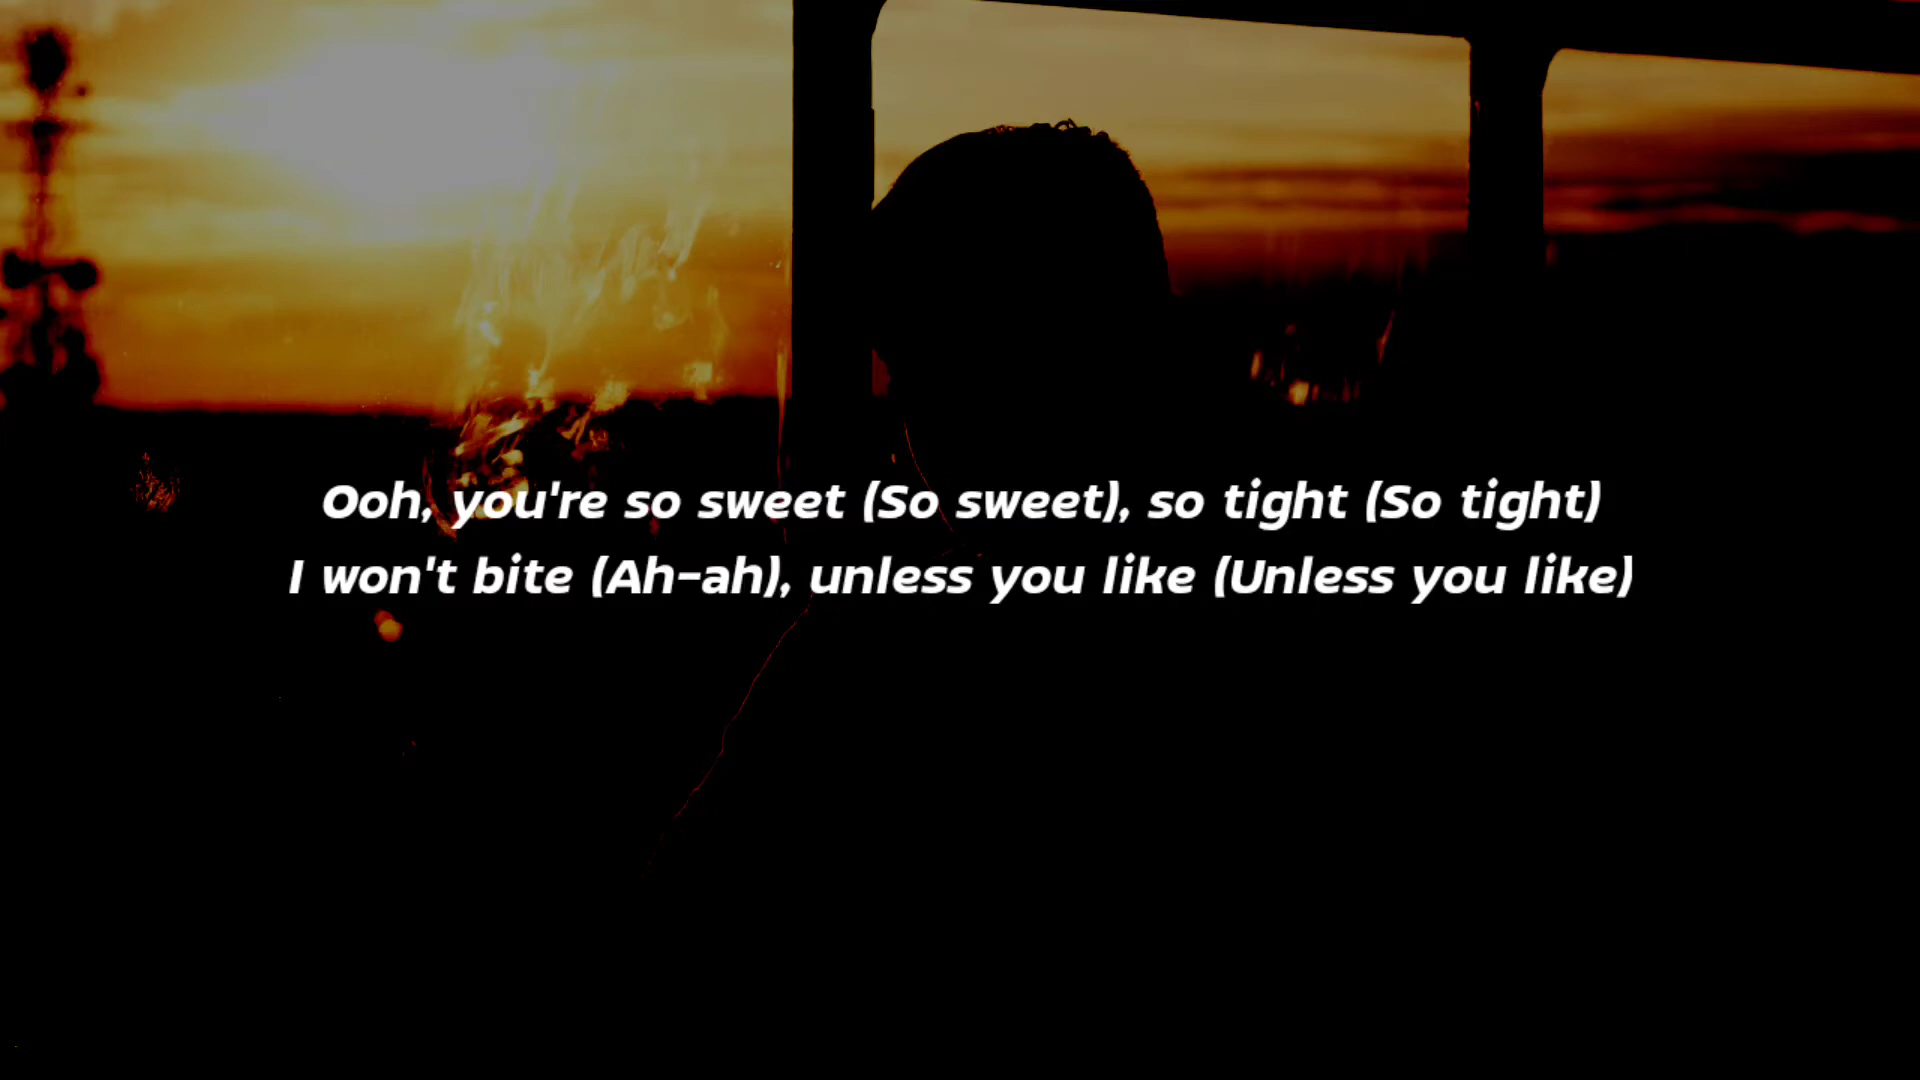 Ooh, you're so sweet (So sweet), so tight (So tight)
I won't bite (Ah-ah), unless you like (Unless you like)